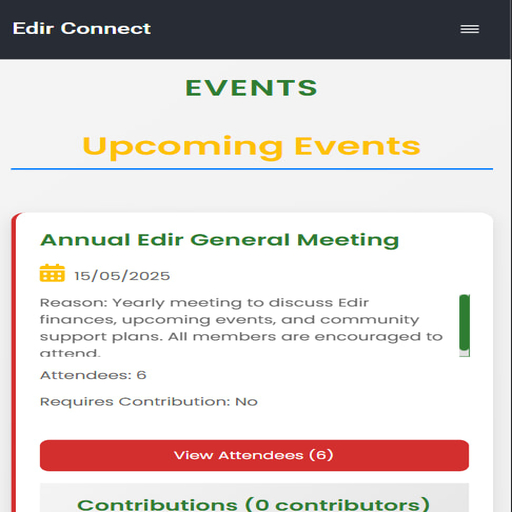 Edir Connect
EVENTS
Upcoming Events
Annual Edir General Meeting
15/05/2025
Reason: Yearly meeting to discuss Edir
finances, upcoming events, and community
support plans. All members are encouraged to
attend.
Attendees: 6
Requires Contribution: No
View Attendees (6)
Contributions (0 contributors)